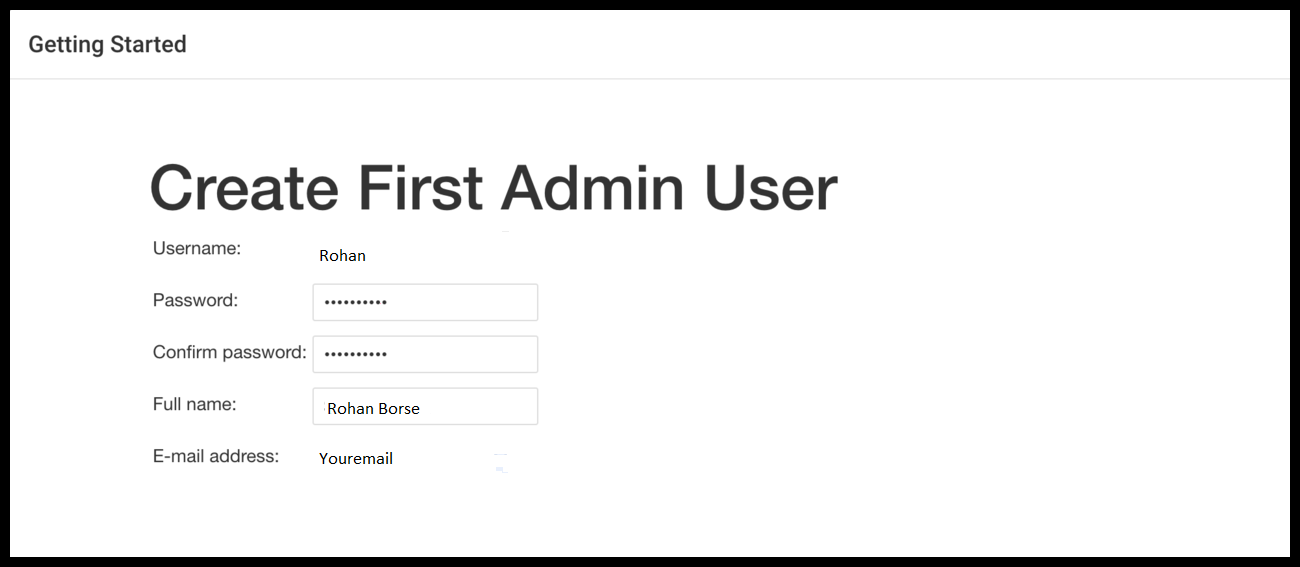 Getting Started
Create First Admin User
Username: Rohan
Password: ••••••••••
Confirm password: ••••••••••
Full name: Rohan Borse
E-mail address: Youremail